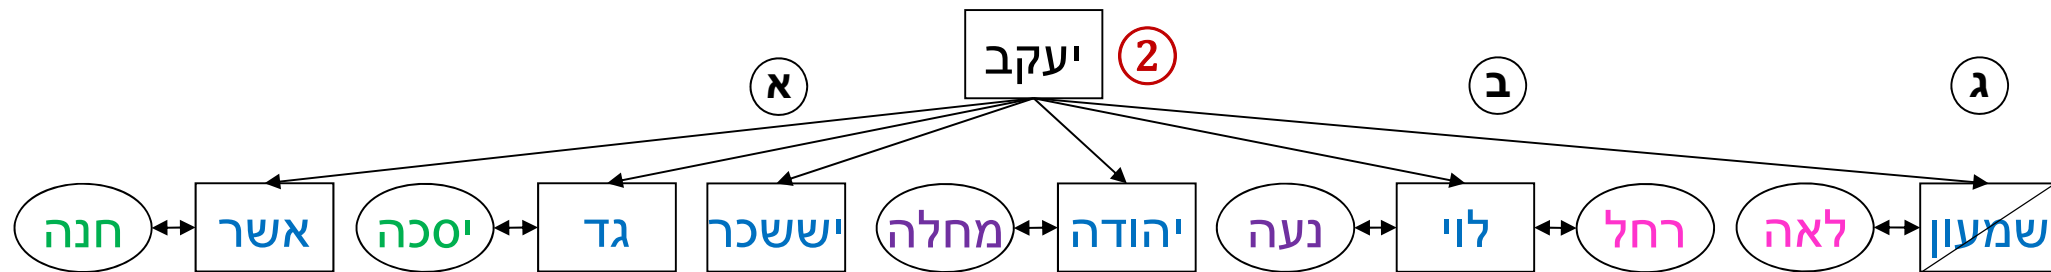 יעקב 2
ג ב א
שמעון לאה רחל לוי נעה יהודה מחלה יששכר גד יסכה אשר חנה